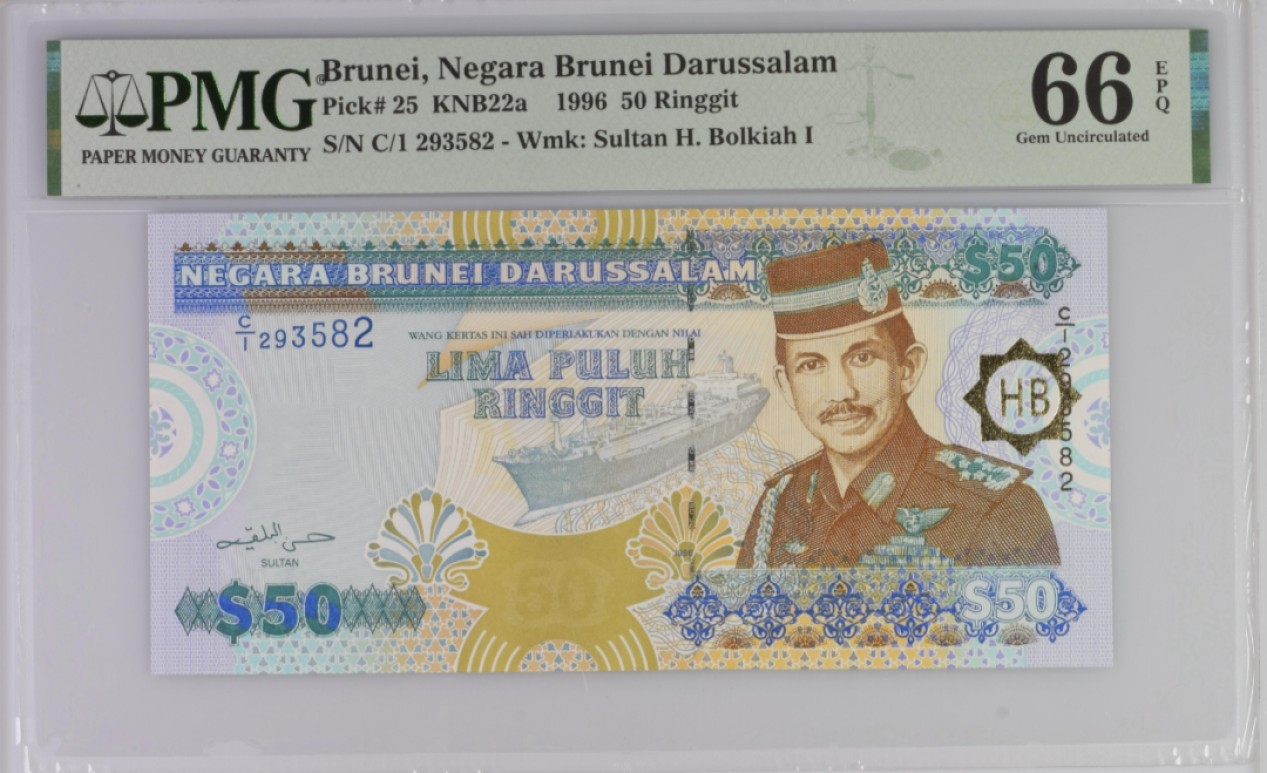 PMG
PAPER MONEY GUARANTY
Brunei, Negara Brunei Darussalam
Pick# 25 KNB22a 1996 50 Ringgit
S/N C/1 293582 - Wmk: Sultan H. Bolkiah I
66 EPQ
Gem Uncirculated
NEGARA BRUNEI DARUSSALAM
$50
C/1 293582
WANG KERTAS INI SAH DIPERLAKUKAN DENGAN NILAI
LIMA PULUH
RINGGIT
C/1 293582
HB
SULTAN
$50
50
$50